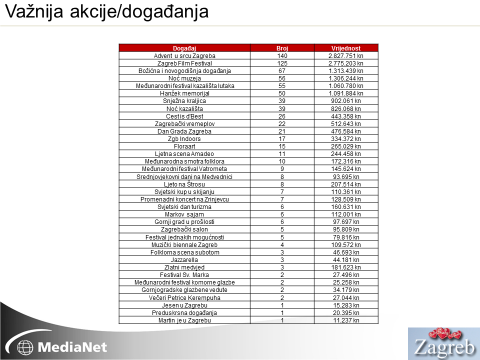 Važnija akcije/događanja
Događaj Broj Vrijednost
Advent u srcu Zagreba 140 2.827.751 kn
Zagreb Film Festival 125 2.775,203 kn
Božićna i novogodišnja događanja 67 1.313.439 kn
Noć muzeja 56 1.306.244 kn
Međunarodni festival kazališta lutaka 55 1.060.780 kn
Hanžek memorijal 50 1.091.884 kn
Snježna kraljica 39 902.061 kn
Noć kazališta 39 826.068 kn
Cest is d'Best 26 443.358 kn
Zagrebački vremeplov 22 512.643 kn
Dan Grada Zagreba 21 476.584 kn
Zgb Indoors 17 334.372 kn
Floraart 15 265.029 kn
Ljetna scena Amadeo 11 244.458 kn
Međunarodna smotra folklora 10 172.316 kn
Međunarodni festival Vatrometa 9 145.624 kn
Srednjovjekovni dani na Medvednici 8 93.695 kn
Ljeto na Štrosu 8 207.514 kn
Svjetski kup u skijanju 7 110.361 kn
Promenadni koncert na Zrinjevcu 7 128.509 kn
Svjetski dan turizma 6 160.631 kn
Markov sajam 6 112.001 kn
Gornji grad u prošlosti 6 97.697 kn
Zagrebački salon 5 95.809 kn
Festival jednakih mogućnosti 5 79.816 kn
Muzički biennale Zagreb 4 109.572 kn
Folklorna scena subotom 3 46.693 kn
Jazzarella 3 44.181 kn
Zlatni medvjed 3 181.623 kn
Festival Sv. Marka 2 27.496 kn
Međunarodni festival komorne glazbe 2 25.258 kn
Gornjogradske glazbene vedute 2 34.179 kn
Večeri Petrice Kerempuha 2 27.044 kn
Jesen u Zagrebu 1 15.283 kn
Preduskrsna događanja 1 20.395 kn
Martinje u Zagrebu 1 11.237 kn
MediaNet
Zagreb